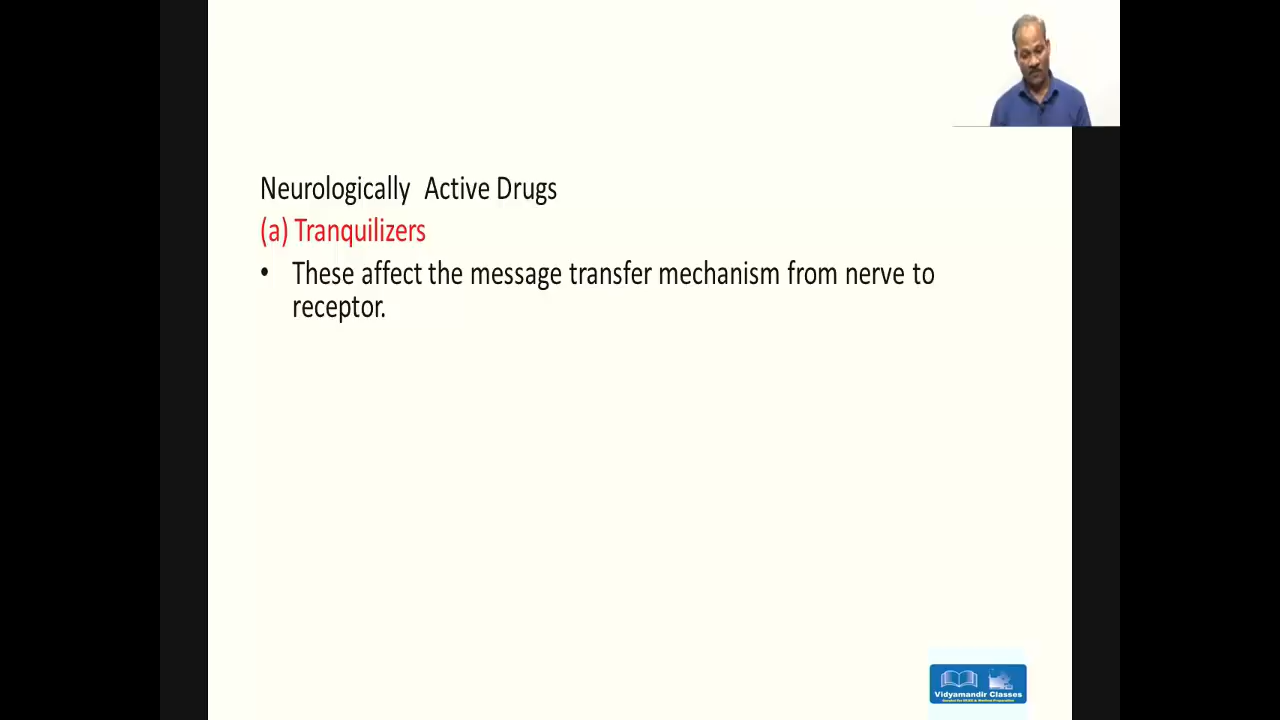 Neurologically Active Drugs
(a) Tranquilizers
• These affect the message transfer mechanism from nerve to
receptor.
Vidyamandir Classes